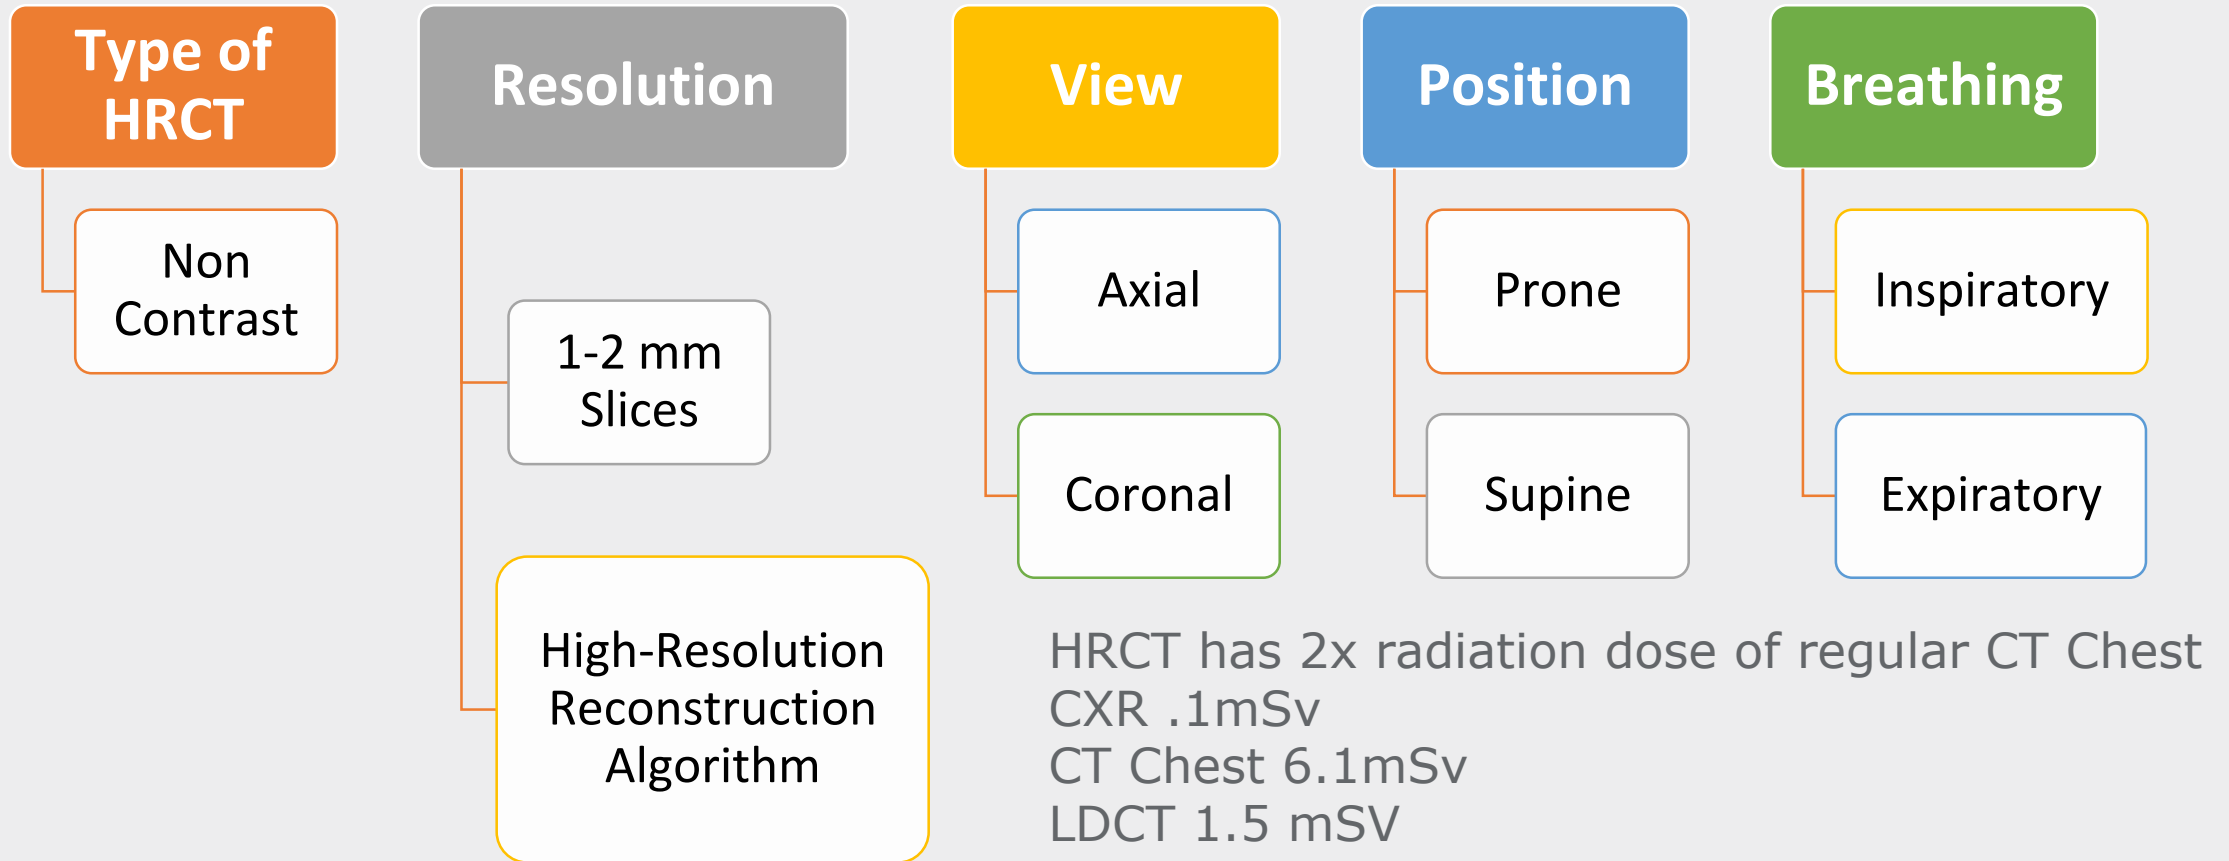 Type of
HRCT
Non
Contrast
Resolution
1-2 mm
Slices
High-Resolution
Reconstruction
Algorithm
View
Axial
Coronal
Position
Prone
Supine
Breathing
Inspiratory
Expiratory
HRCT has 2x radiation dose of regular CT Chest
CXR .1mSv
CT Chest 6.1mSv
LDCT 1.5 mSV